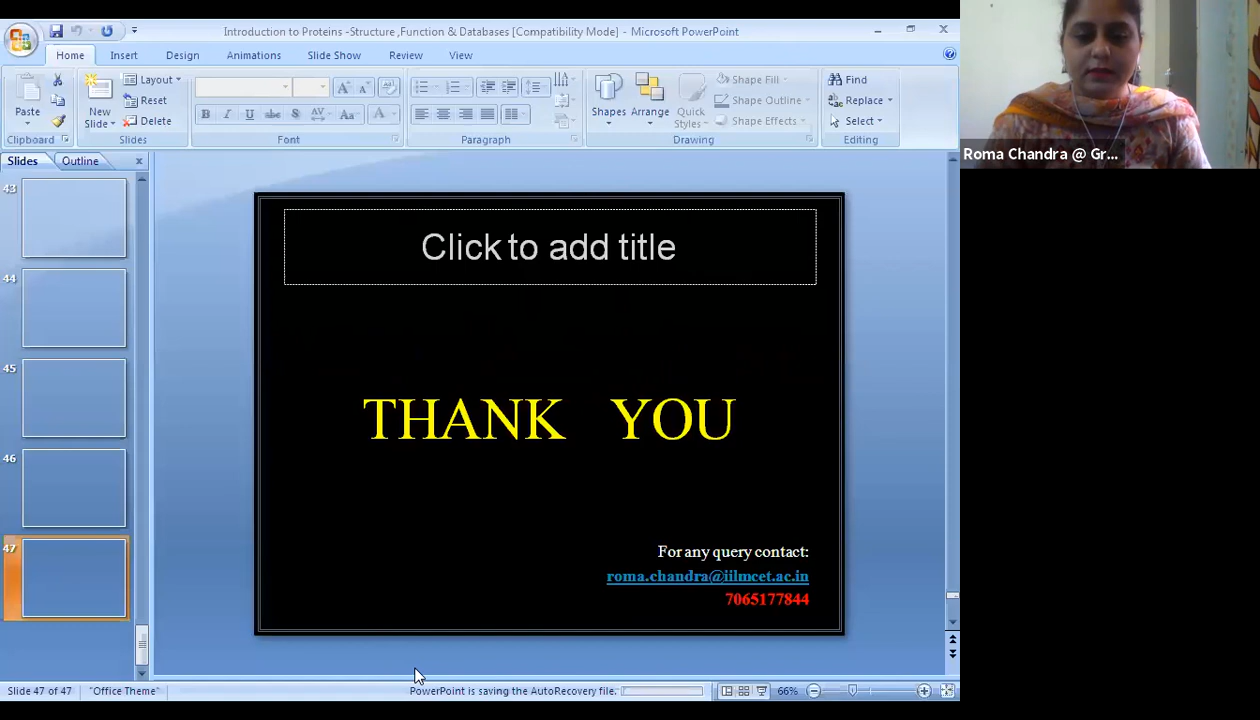 Introduction to Proteins -Structure ,Function & Databases [Compatibility Mode] - Microsoft PowerPoint
Home Insert Design Animations Slide Show Review View
Paste
Clipboard
New Slide
Layout
Reset
Delete
Slides
B I U abc S AV Aa A
Font
Paragraph
Shapes
Arrange
Quick Styles
Shape Fill
Shape Outline
Shape Effects
Drawing
Find
Replace
Select
Editing
Roma Chandra @ Gr...
Slides Outline
43
44
45
46
47
Click to add title
THANK YOU
For any query contact:
roma.chandra@iilmcet.ac.in
7065177844
Slide 47 of 47 "Office Theme" PowerPoint is saving the AutoRecovery file. 66%